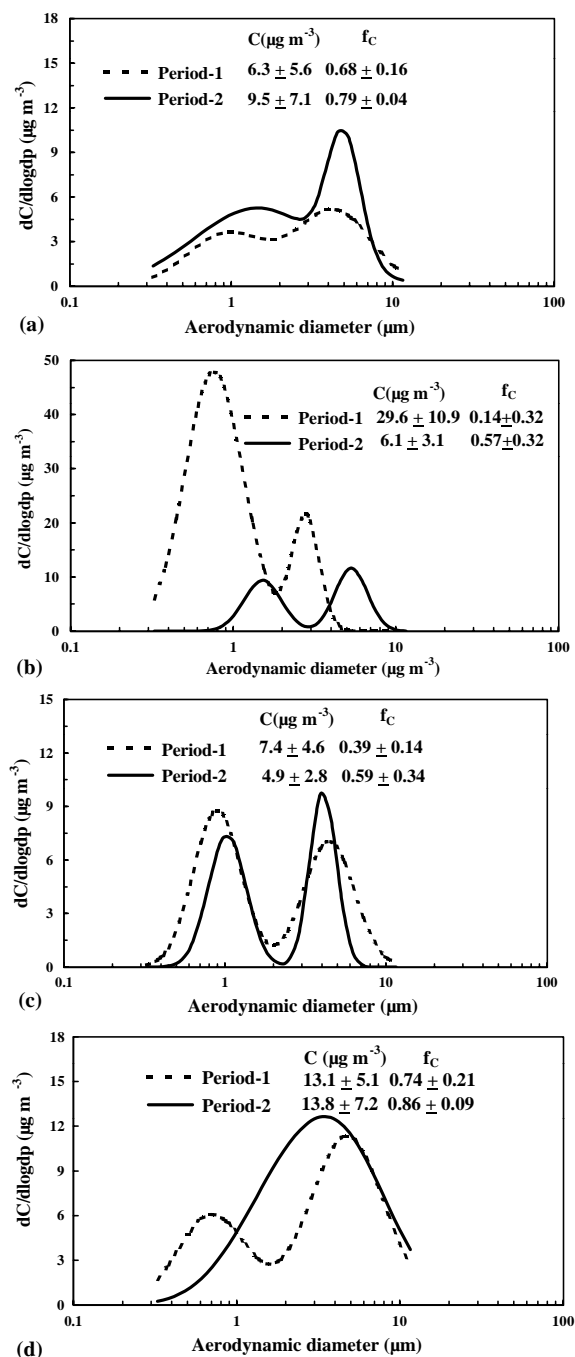 18
15
12
9
6
3
0
dC/dlogdp (µg m-3)
C(µg m-3) fC
Period-1 6.3 ± 5.6 0.68 ± 0.16
Period-2 9.5 ± 7.1 0.79 ± 0.04
0.1 1 10 100
(a) Aerodynamic diameter (µm)
50
40
30
20
10
0
dC/dlogdp (µg m-3)
C(µg m-3) fC
Period-1 29.6 ± 10.9 0.14±0.32
Period-2 6.1 ± 3.1 0.57±0.32
0.1 1 10 100
(b) Aerodynamic diameter (µg m-3)
15
12
9
6
3
0
dC/dlogdp (µg m-3)
C(µg m-3) fC
Period-1 7.4 ± 4.6 0.39 ± 0.14
Period-2 4.9 ± 2.8 0.59 ± 0.34
0.1 1 10 100
(c) Aerodynamic diameter (µm)
18
15
12
9
6
3
0
dC/dlogdp (µg m-3)
C (µg m-3) fC
Period-1 13.1 ± 5.1 0.74 ± 0.21
Period-2 13.8 ± 7.2 0.86 ± 0.09
0.1 1 10 100
(d) Aerodynamic diameter (µm)